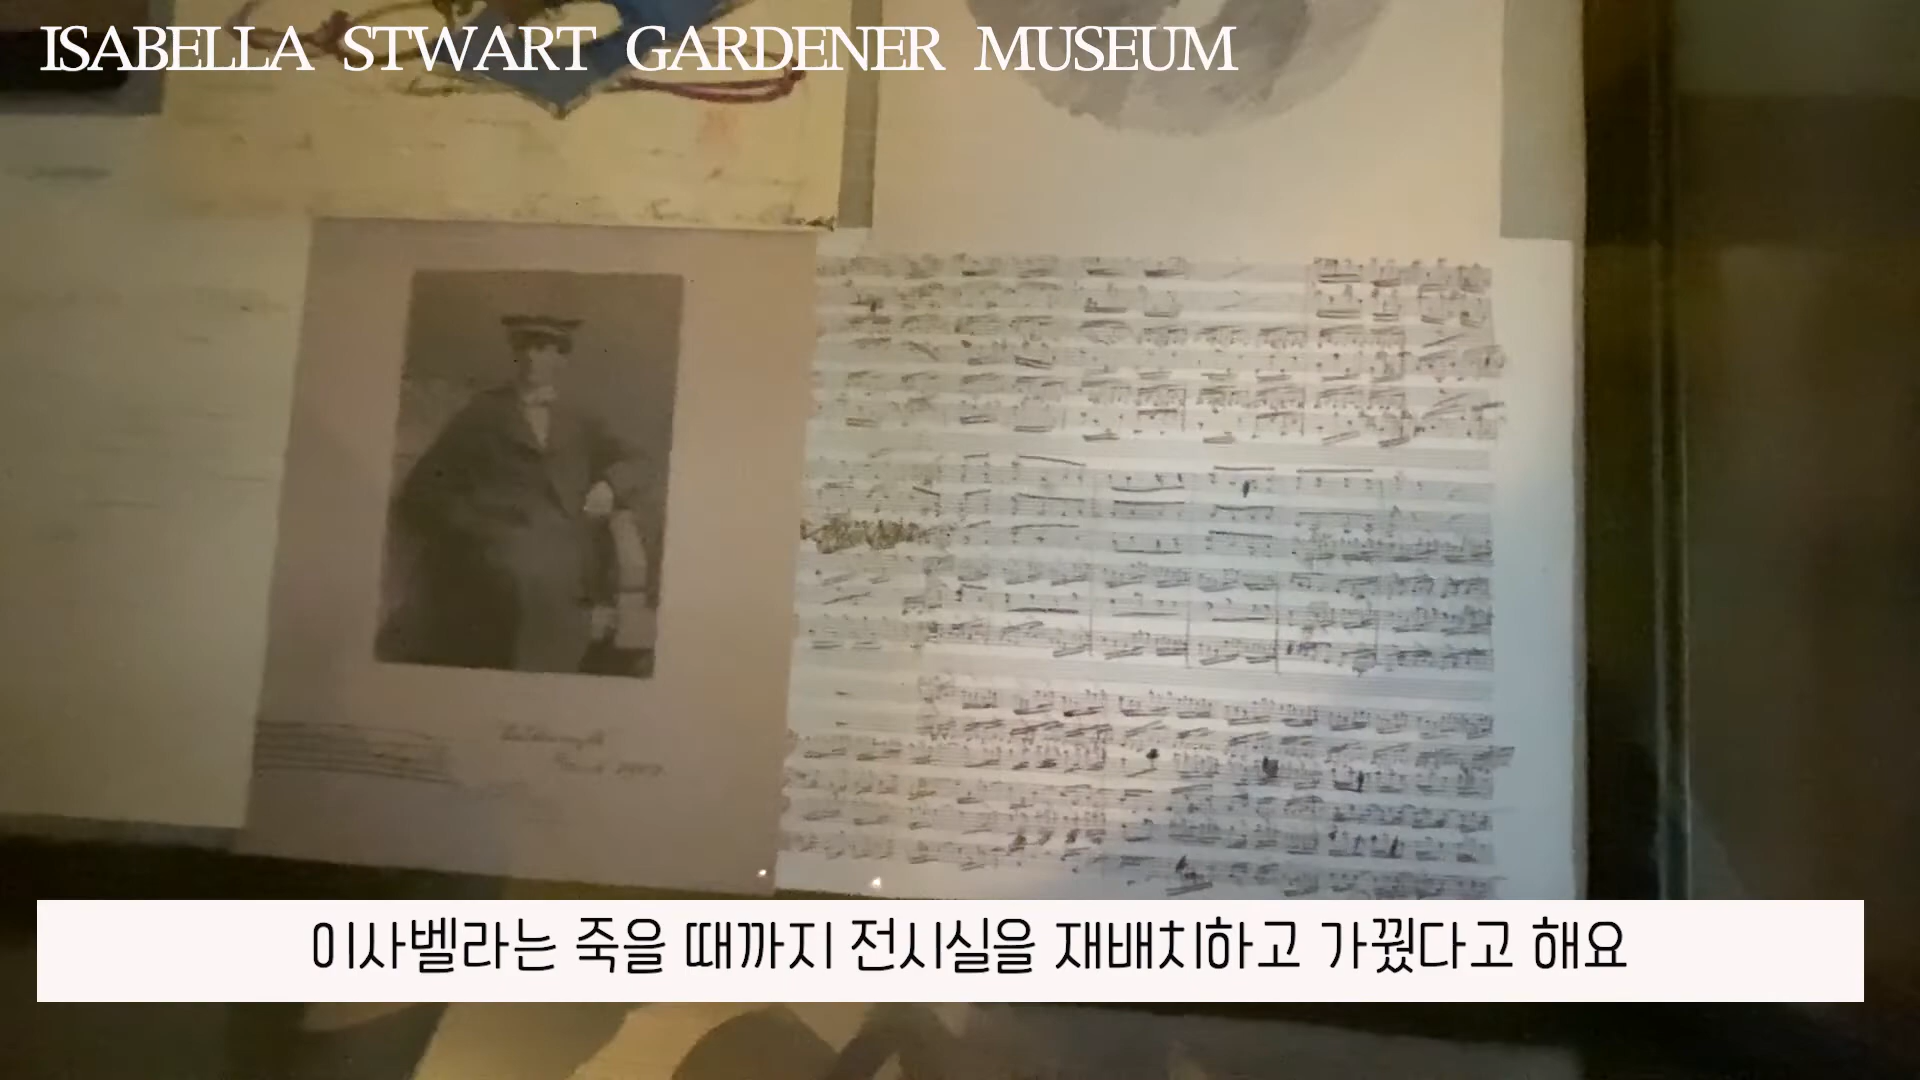 ISABELLA STWART GARDENER MUSEUM
이사벨라는 죽을 때까지 전시실을 재배치하고 가꿨다고 해요